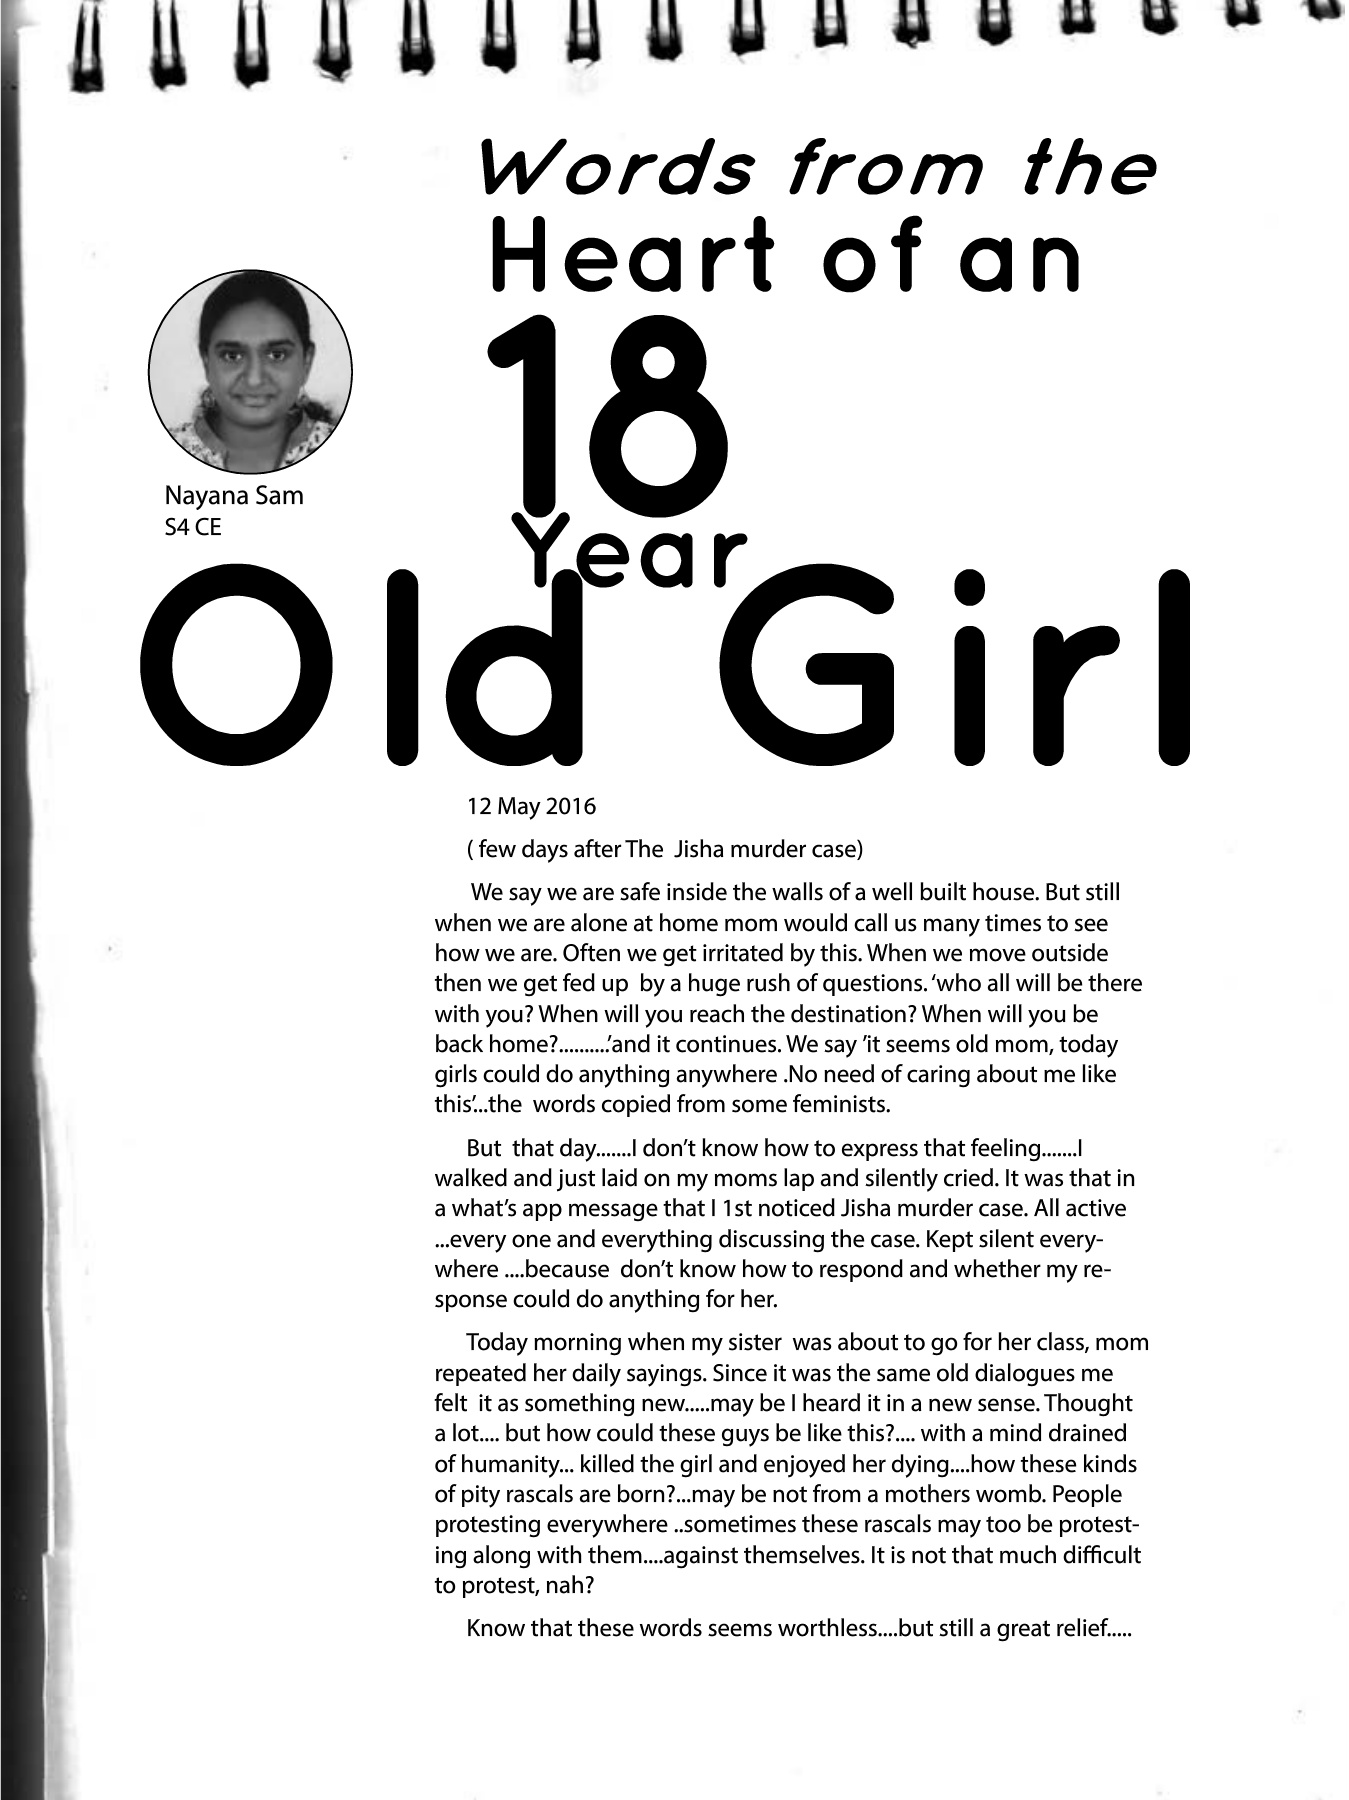 Words from the
Heart of an
18
Year
Old Girl
Nayana Sam
S4 CE
12 May 2016
( few days after The  Jisha murder case)
We say we are safe inside the walls of a well built house. But still
when we are alone at home mom would call us many times to see
how we are. Often we get irritated by this. When we move outside
then we get fed up  by a huge rush of questions. ‘who all will be there
with you? When will you reach the destination? When will you be
back home?.........’and it continues. We say ’it seems old mom, today
girls could do anything anywhere .No need of caring about me like
this’...the  words copied from some feminists.
But  that day.......I don’t know how to express that feeling.......I
walked and just laid on my moms lap and silently cried. It was that in
a what’s app message that I 1st noticed Jisha murder case. All active
...every one and everything discussing the case. Kept silent every-
where ....because  don’t know how to respond and whether my re-
sponse could do anything for her.
Today morning when my sister  was about to go for her class, mom
repeated her daily sayings. Since it was the same old dialogues me
felt  it as something new.....may be I heard it in a new sense. Thought
a lot.... but how could these guys be like this?.... with a mind drained
of humanity... killed the girl and enjoyed her dying....how these kinds
of pity rascals are born?...may be not from a mothers womb. People
protesting everywhere ..sometimes these rascals may too be protest-
ing along with them....against themselves. It is not that much difficult
to protest, nah?
Know that these words seems worthless....but still a great relief.....